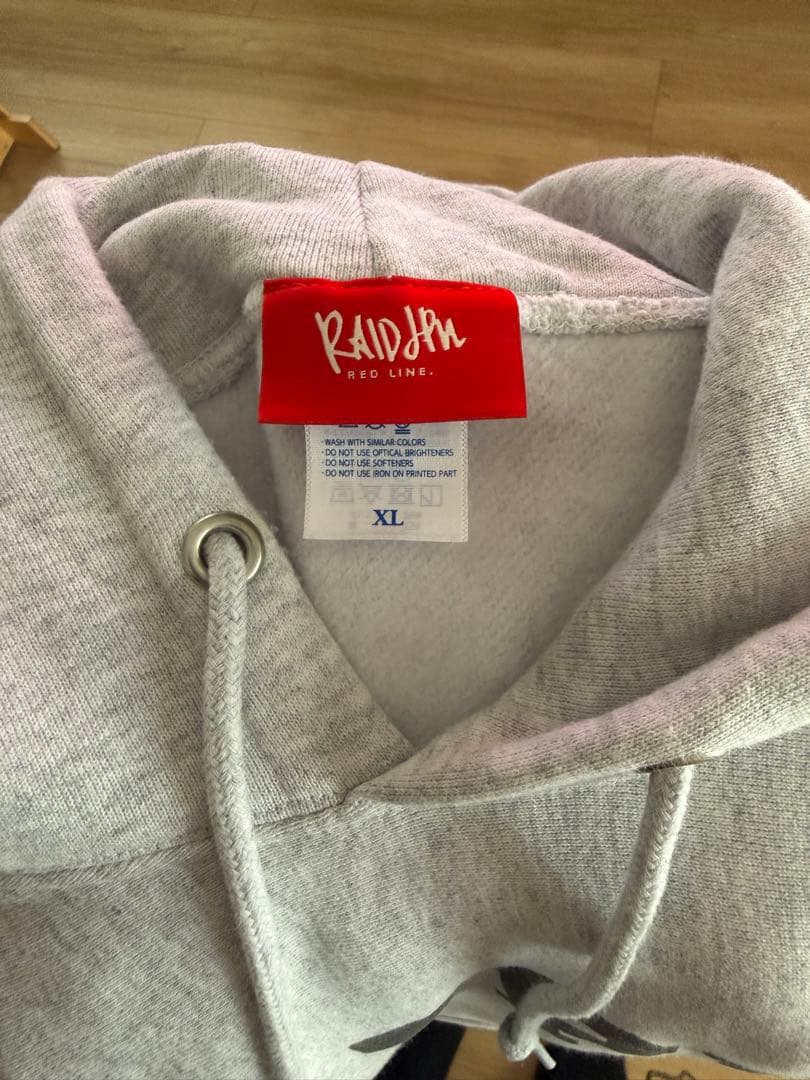 RAIDJPN
RED LINE.
·WASH WITH SIMILAR COLORS
·DO NOT USE OPTICAL BRIGHTENERS
·DO NOT USE SOFTENERS
·DO NOT USE IRON ON PRINTED PART
XL